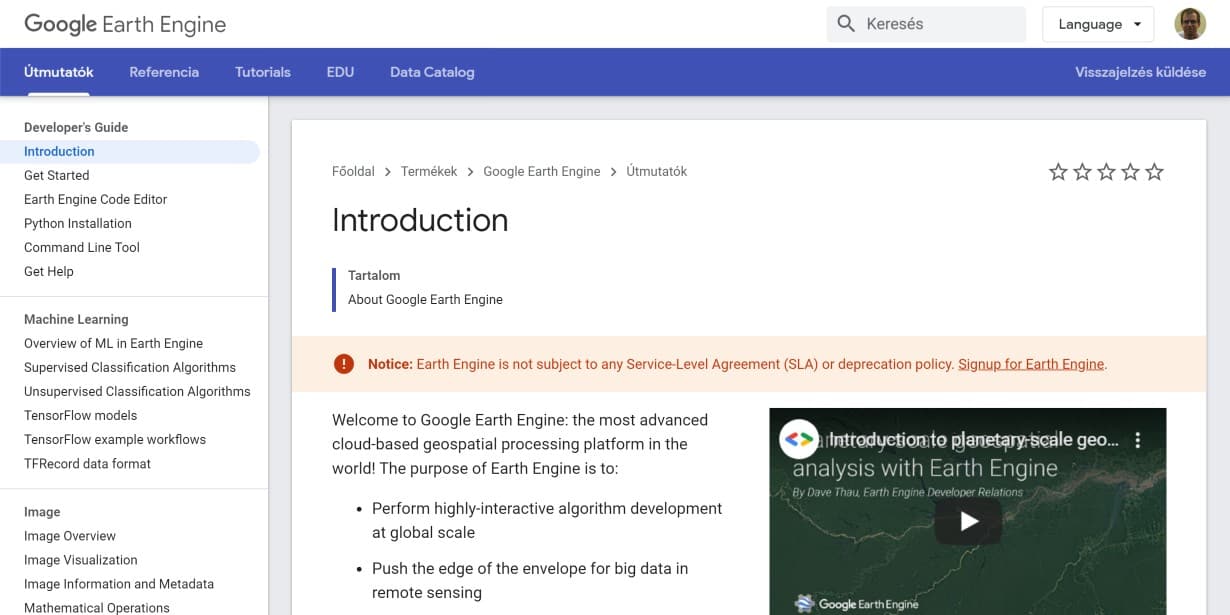 Google Earth Engine
Keresés
Language
Útmutatók
Referencia
Tutorials
EDU
Data Catalog
Visszajelzés küldése
Developer's Guide
Introduction
Get Started
Earth Engine Code Editor
Python Installation
Command Line Tool
Get Help
Machine Learning
Overview of ML in Earth Engine
Supervised Classification Algorithms
Unsupervised Classification Algorithms
TensorFlow models
TensorFlow example workflows
TFRecord data format
Image
Image Overview
Image Visualization
Image Information and Metadata
Mathematical Operations
Főoldal > Termékek > Google Earth Engine > Útmutatók
Introduction
Tartalom
About Google Earth Engine
Notice: Earth Engine is not subject to any Service-Level Agreement (SLA) or deprecation policy. Signup for Earth Engine.
Welcome to Google Earth Engine: the most advanced
cloud-based geospatial processing platform in the
world! The purpose of Earth Engine is to:
• Perform highly-interactive algorithm development
at global scale
• Push the edge of the envelope for big data in
remote sensing
Introduction to planetary-scale geo...
analysis with Earth Engine
By Dave Thau, Earth Engine Developer Relations
Google Earth Engine